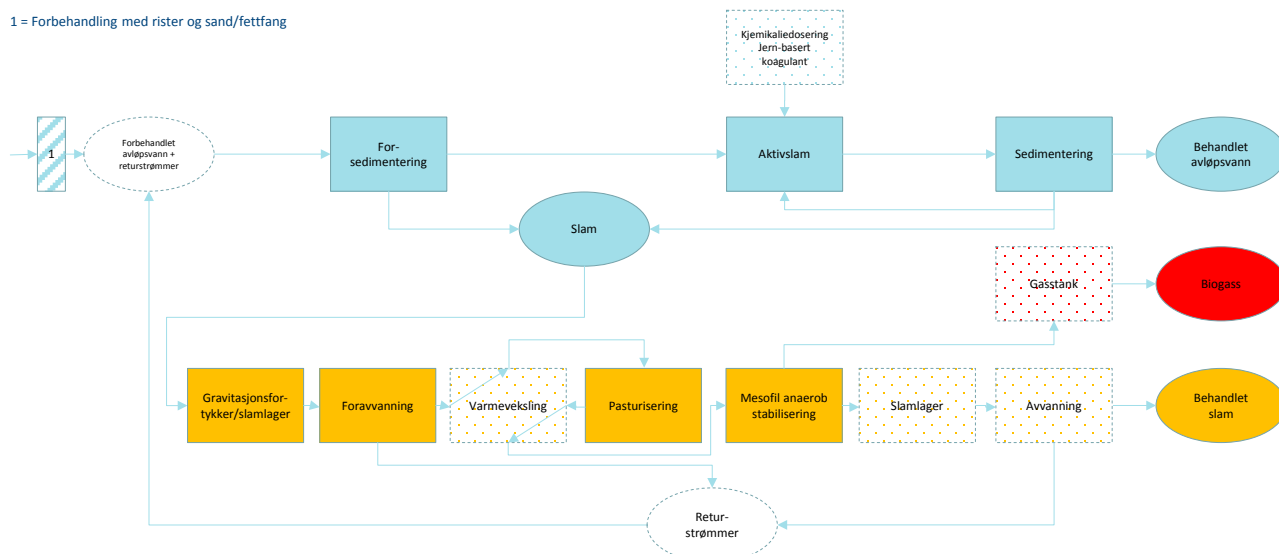 1 = Forbehandling med rister og sand/fettfang
Kjemikaliedosering
Jern-basert
koagulant
1
Forbehandlet
avløpsvann +
returstrømmer
For-
sedimentering
Aktivslam
Sedimentering
Behandlet
avløpsvann
Slam
Gasstank
Biogass
Gravitasjonsfor-
tykker/slamlager
Foravvanning
Varmeveksling
Pasturisering
Mesofil anaerob
stabilisering
Slamlager
Avvanning
Behandlet
slam
Retur-
strømmer